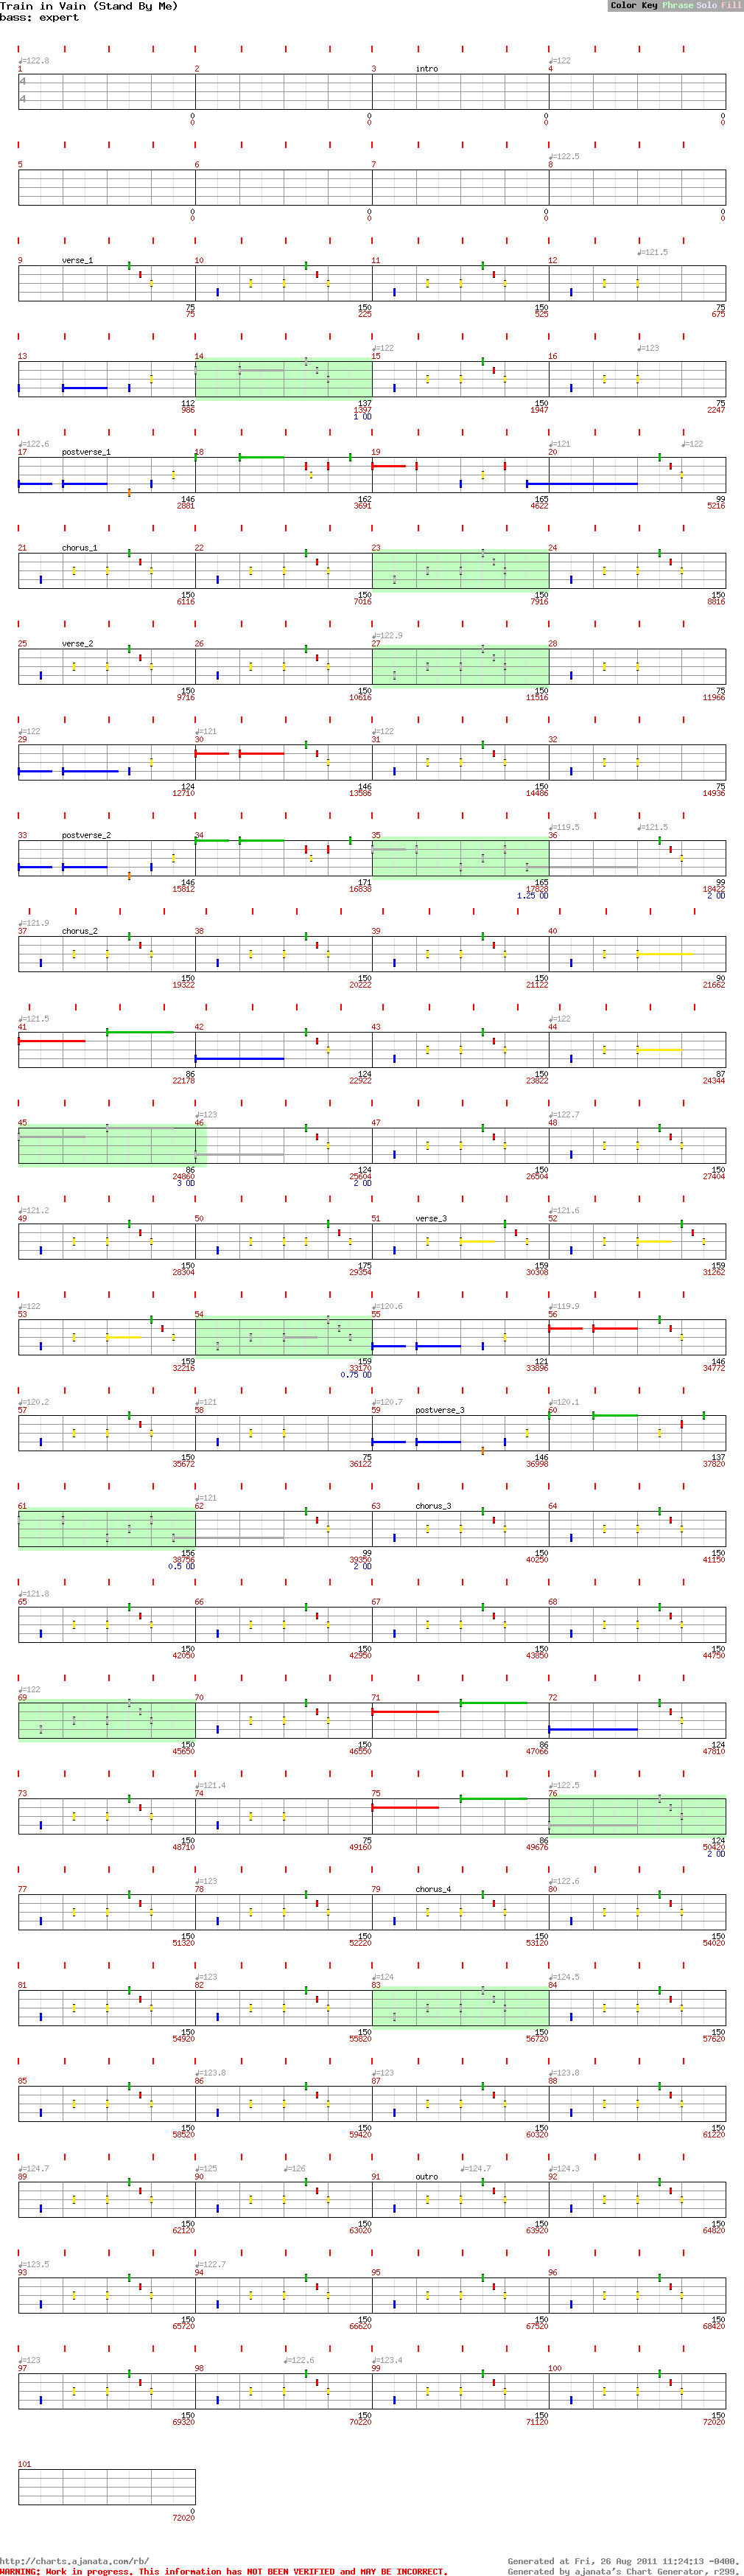 Train in Vain (Stand By Me)
bass: expert
Color Key Phrase Solo Fill
♩=122.8 ♩=122
1 2 3 intro 4
4
4
0 0 0 0
0 0 0 0
♩=122.5
5 6 7 8
0 0 0 0
0 0 0 0
♩=121.5
9 verse_1 10 11 12
75 150 150 75
75 225 525 675
♩=122 ♩=123
13 14 15 16
112 137 150 75
986 1397 1947 2247
1 OD
♩=122.6 ♩=121 ♩=122
17 postverse_1 18 19 20
146 162 165 99
2881 3691 4622 5216
21 chorus_1 22 23 24
150 150 150 150
6116 7016 7916 8816
♩=122.9
25 verse_2 26 27 28
150 150 150 75
9716 10616 11516 11966
♩=122 ♩=121 ♩=122
29 30 31 32
124 146 150 75
12710 13586 14486 14936
♩=119.5 ♩=121.5
33 postverse_2 34 35 36
146 171 165 99
15812 16838 17828 18422
1.25 OD 2 OD
♩=121.9
37 chorus_2 38 39 40
150 150 150 90
19322 20222 21122 21662
♩=121.5 ♩=122
41 42 43 44
86 124 150 87
22178 22922 23822 24344
♩=123 ♩=122.7
45 46 47 48
86 124 150 150
24860 25604 26504 27404
3 OD 2 OD
♩=121.2 ♩=121.6
49 50 51 verse_3 52
150 175 159 159
28304 29354 30308 31262
♩=122 ♩=120.6 ♩=119.9
53 54 55 56
159 159 121 146
32216 33170 33896 34772
0.75 OD
♩=120.2 ♩=121 ♩=120.7 ♩=120.1
57 58 59 postverse_3 60
150 75 146 137
35672 36122 36998 37820
♩=121
61 62 63 chorus_3 64
156 99 150 150
38756 39350 40250 41150
0.5 OD 2 OD
♩=121.8
65 66 67 68
150 150 150 150
42050 42950 43850 44750
♩=122
69 70 71 72
150 150 86 124
45650 46550 47066 47810
♩=121.4 ♩=122.5
73 74 75 76
150 75 86 124
48710 49160 49676 50420
2 OD
♩=123 ♩=122.6
77 78 79 chorus_4 80
150 150 150 150
51320 52220 53120 54020
♩=123 ♩=124 ♩=124.5
81 82 83 84
150 150 150 150
54920 55820 56720 57620
♩=123.8 ♩=123 ♩=123.8
85 86 87 88
150 150 150 150
58520 59420 60320 61220
♩=124.7 ♩=125 ♩=126 ♩=124.7 ♩=124.3
89 90 91 outro 92
150 150 150 150
62120 63020 63920 64820
♩=123.5 ♩=122.7
93 94 95 96
150 150 150 150
65720 66620 67520 68420
♩=123 ♩=122.6 ♩=123.4
97 98 99 100
150 150 150 150
69320 70220 71120 72020
101
0
72020
http://charts.ajanata.com/rb/ Generated at Fri, 26 Aug 2011 11:24:13 -0400.
WARNING: Work in progress. This information has NOT BEEN VERIFIED and MAY BE INCORRECT. Generated by ajanata's Chart Generator, r299.